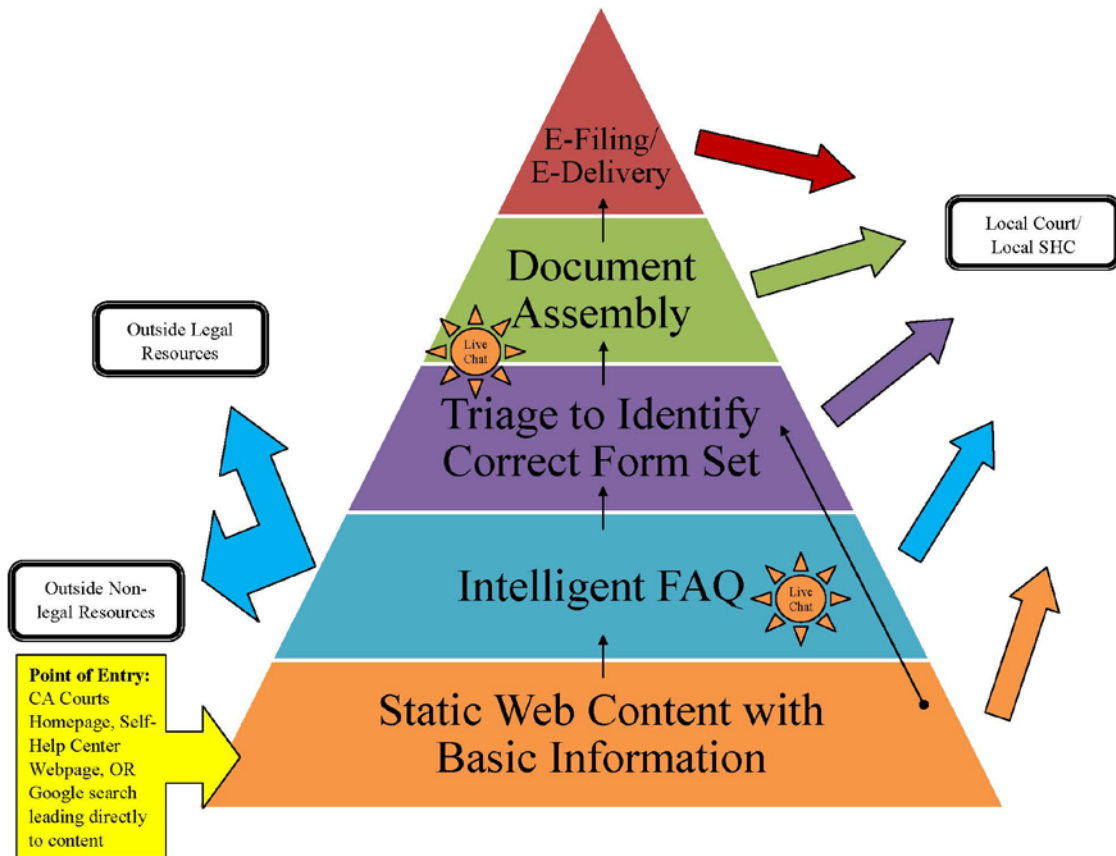 E-Filing/
E-Delivery
Document
Assembly
Live
Chat
Triage to Identify
Correct Form Set
Intelligent FAQ
Live
Chat
Static Web Content with
Basic Information
Local Court/
Local SHC
Outside Legal
Resources
Outside Non-
legal Resources
Point of Entry:
CA Courts
Homepage, Self-
Help Center
Webpage, OR
Google search
leading directly
to content